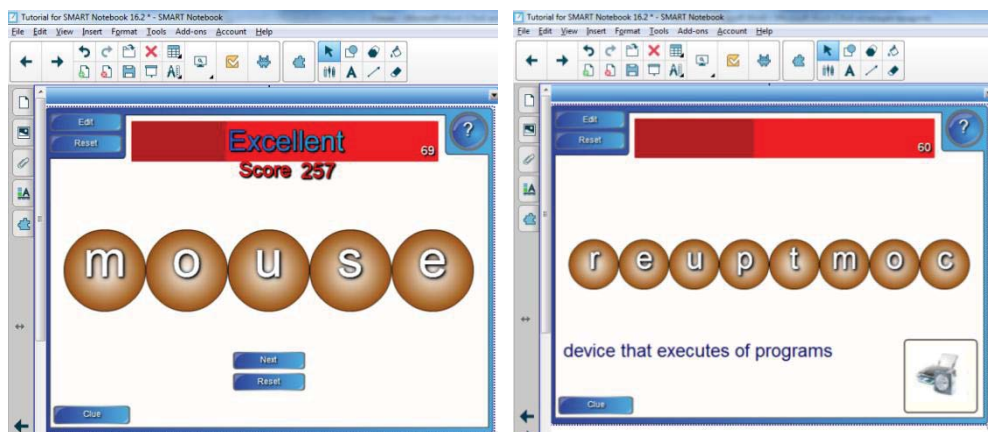 Tutorial for SMART Notebook 16.2 * - SMART Notebook
File Edit View Insert Format Tools Add-ons Account Help
Edit
Reset
Excellent
69
?
Score 257
m o u s e
Next
Reset
Clue
Tutorial for SMART Notebook 16.2 * - SMART Notebook
File Edit View Insert Format Tools Add-ons Account Help
Edit
Reset
60
?
r e u p t m o c
device that executes of programs
Clue